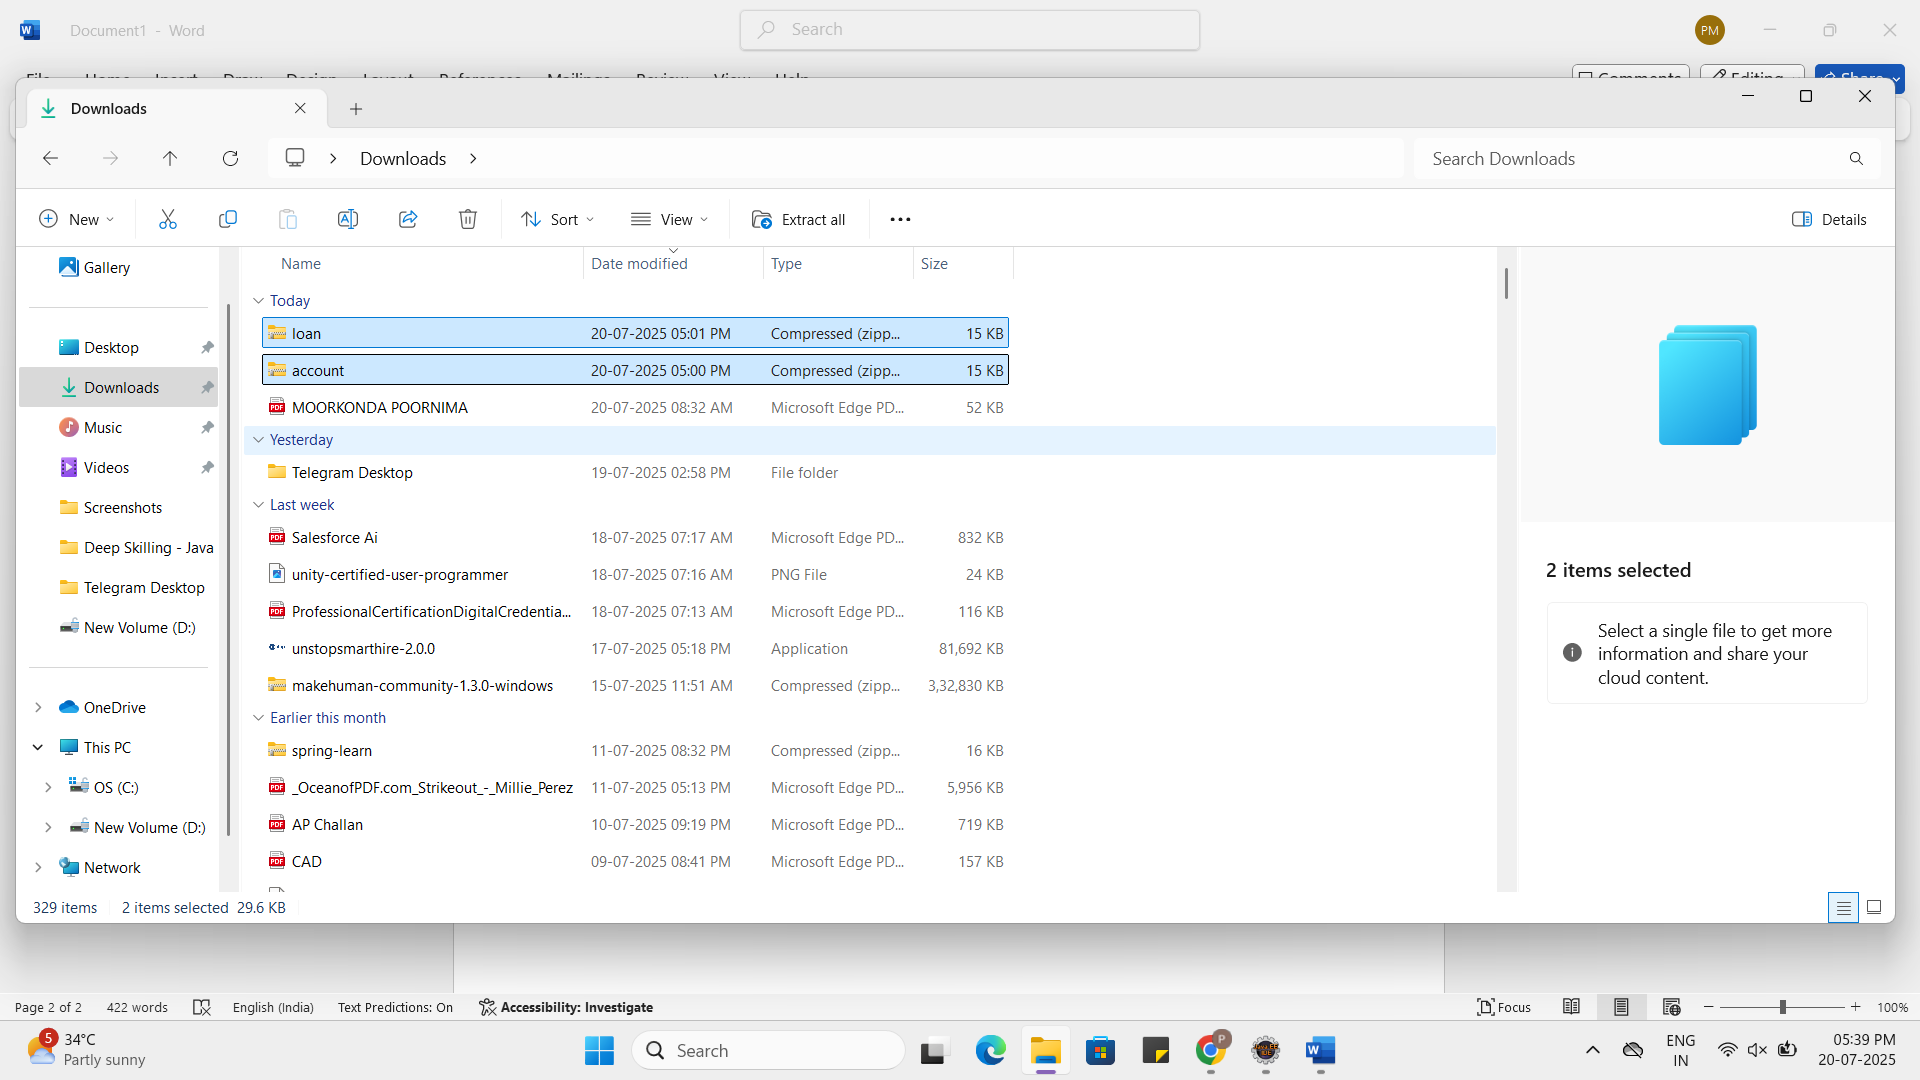 Document1 - Word
Search
PM
Downloads
Downloads
Search Downloads
New
Sort
View
Extract all
Details
Gallery
Desktop
Downloads
Music
Videos
Screenshots
Deep Skilling - Java
Telegram Desktop
New Volume (D:)
OneDrive
This PC
OS (C:)
New Volume (D:)
Network
Name Date modified Type Size
Today
loan 20-07-2025 05:01 PM Compressed (zipp... 15 KB
account 20-07-2025 05:00 PM Compressed (zipp... 15 KB
MOORKONDA POORNIMA 20-07-2025 08:32 AM Microsoft Edge PD... 52 KB
Yesterday
Telegram Desktop 19-07-2025 02:58 PM File folder
Last week
Salesforce Ai 18-07-2025 07:17 AM Microsoft Edge PD... 832 KB
unity-certified-user-programmer 18-07-2025 07:16 AM PNG File 24 KB
ProfessionalCertificationDigitalCredentia... 18-07-2025 07:13 AM Microsoft Edge PD... 116 KB
unstopsmarthire-2.0.0 17-07-2025 05:18 PM Application 81,692 KB
makehuman-community-1.3.0-windows 15-07-2025 11:51 AM Compressed (zipp... 3,32,830 KB
Earlier this month
spring-learn 11-07-2025 08:32 PM Compressed (zipp... 16 KB
_OceanofPDF.com_Strikeout_-_Millie_Perez 11-07-2025 05:13 PM Microsoft Edge PD... 5,956 KB
AP Challan 10-07-2025 09:19 PM Microsoft Edge PD... 719 KB
CAD 09-07-2025 08:41 PM Microsoft Edge PD... 157 KB
2 items selected
Select a single file to get more
information and share your
cloud content.
329 items 2 items selected 29.6 KB
Page 2 of 2 422 words English (India) Text Predictions: On Accessibility: Investigate Focus 100%
5
34°C
Partly sunny
Search
P
ENG
IN
05:39 PM
20-07-2025